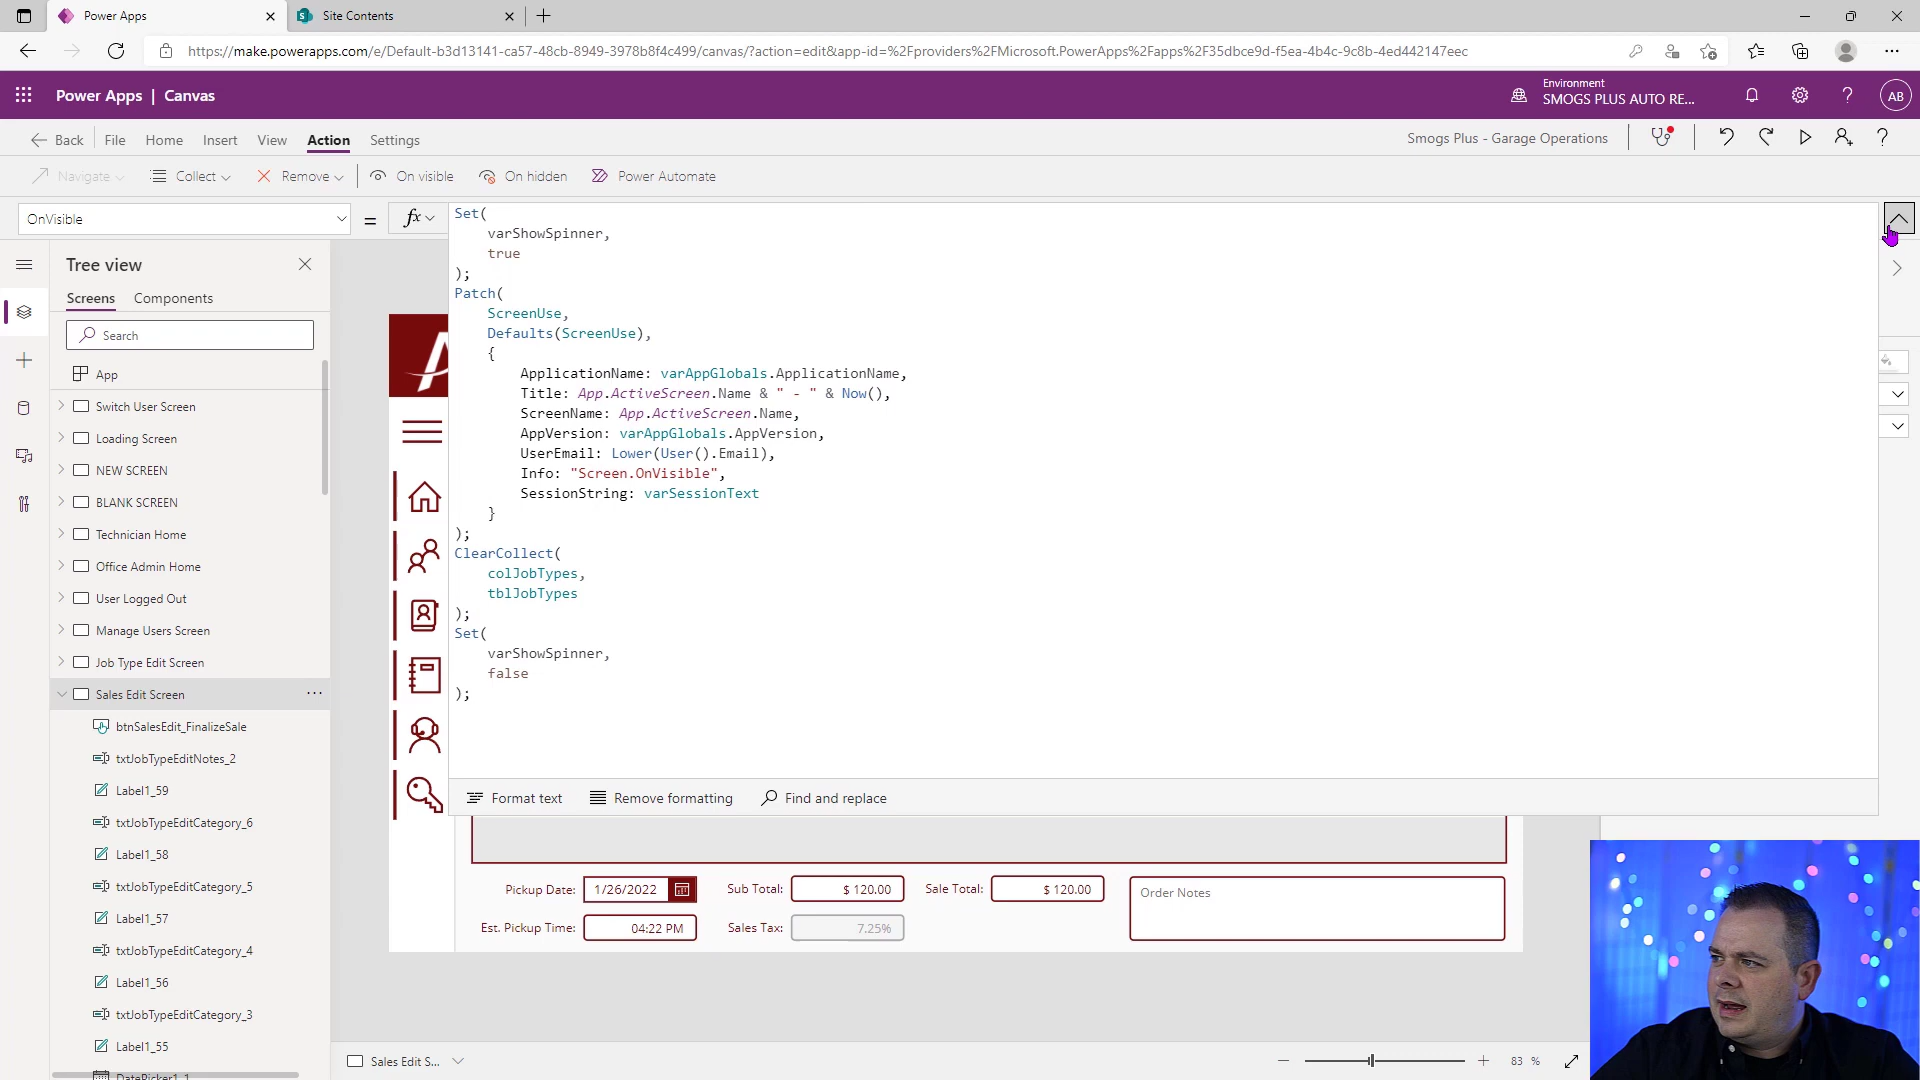 Power Apps
Site Contents
https://make.powerapps.com/e/Default-b3d13141-ca57-48cb-8949-3978b8f4c499/canvas/?action=edit&app-id=%2Fproviders%2FMicrosoft.PowerApps%2Fapps%2F35dbce9d-f5ea-4b4c-9c8b-4ed442147eec
Power Apps | Canvas
Environment
SMOGS PLUS AUTO RE...
AB
Back File Home Insert View Action Settings
Smogs Plus - Garage Operations
Navigate Collect Remove On visible On hidden Power Automate
OnVisible = fx
Set(
varShowSpinner,
true
);
Patch(
ScreenUse,
Defaults(ScreenUse),
{
ApplicationName: varAppGlobals.ApplicationName,
Title: App.ActiveScreen.Name & " - " & Now(),
ScreenName: App.ActiveScreen.Name,
AppVersion: varAppGlobals.AppVersion,
UserEmail: Lower(User().Email),
Info: "Screen.OnVisible",
SessionString: varSessionText
}
);
ClearCollect(
colJobTypes,
tblJobTypes
);
Set(
varShowSpinner,
false
);
Format text Remove formatting Find and replace
Tree view
Screens Components
Search
App
Switch User Screen
Loading Screen
NEW SCREEN
BLANK SCREEN
Technician Home
Office Admin Home
User Logged Out
Manage Users Screen
Job Type Edit Screen
Sales Edit Screen
btnSalesEdit_FinalizeSale
txtJobTypeEditNotes_2
Label1_59
txtJobTypeEditCategory_6
Label1_58
txtJobTypeEditCategory_5
Label1_57
txtJobTypeEditCategory_4
Label1_56
txtJobTypeEditCategory_3
Label1_55
DatePicker1_1
Pickup Date: 1/26/2022 Sub Total: $ 120.00 Sale Total: $ 120.00 Order Notes
Est. Pickup Time: 04:22 PM Sales Tax: 7.25%
Sales Edit S...
83 %